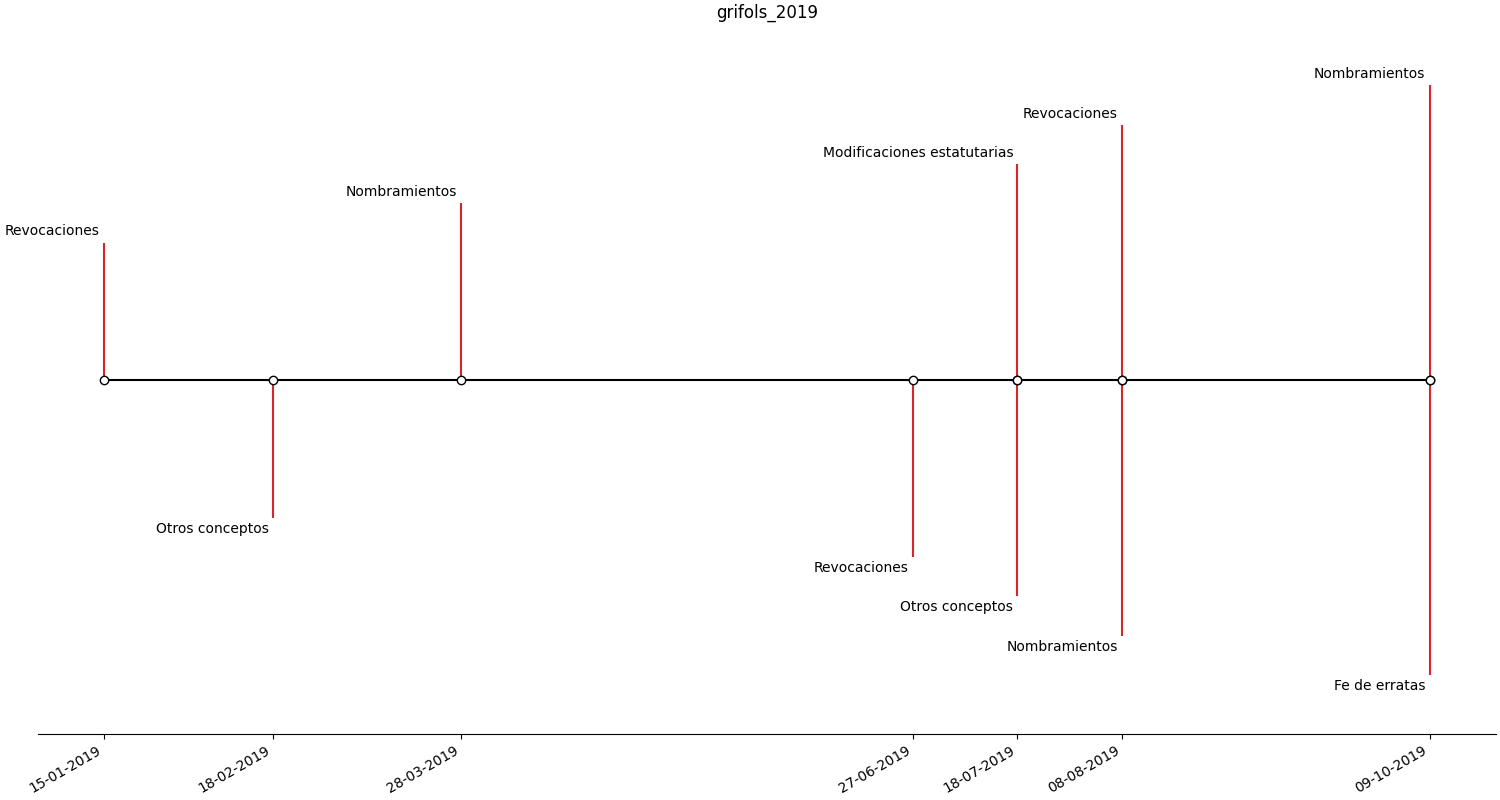 grifols_2019
Nombramientos
Revocaciones
Modificaciones estatutarias
Nombramientos
Revocaciones
Otros conceptos
Revocaciones
Otros conceptos
Nombramientos
Fe de erratas
15-01-2019
18-02-2019
28-03-2019
27-06-2019
18-07-2019
08-08-2019
09-10-2019